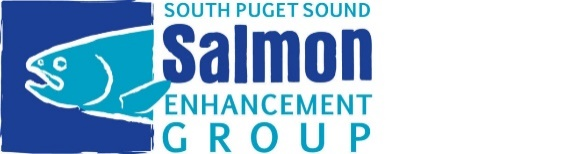 SOUTH PUGET SOUND
Salmon
ENHANCEMENT
GROUP